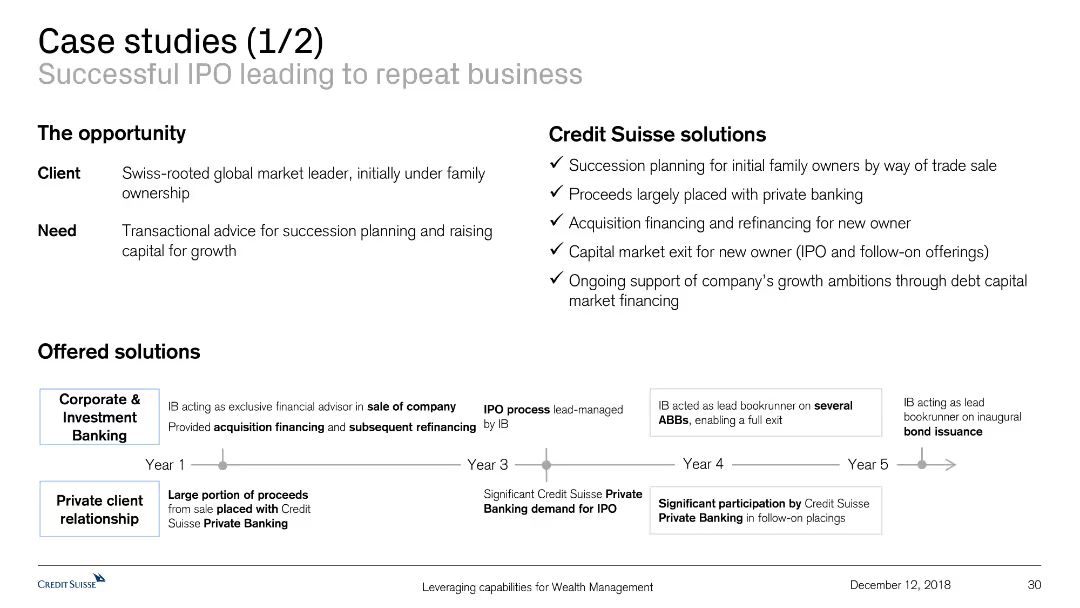 Case studies (1/2)
Successful IPO leading to repeat business
The opportunity
Client
Swiss-rooted global market leader, initially under family
ownership
Need
Transactional advice for succession planning and raising
capital for growth
Credit Suisse solutions
✓ Succession planning for initial family owners by way of trade sale
✓ Proceeds largely placed with private banking
✓ Acquisition financing and refinancing for new owner
✓ Capital market exit for new owner (IPO and follow-on offerings)
✓ Ongoing support of company's growth ambitions through debt capital
market financing
Offered solutions
Corporate &
Investment
Banking
IB acting as exclusive financial advisor in sale of company
Provided acquisition financing and subsequent refinancing
IPO process lead-managed
by IB
IB acted as lead bookrunner on several
ABBs, enabling a full exit
IB acting as lead
bookrunner on inaugural
bond issuance
Year 1
Year 3
Year 4
Year 5
Private client
relationship
Large portion of proceeds
from sale placed with Credit
Suisse Private Banking
Significant Credit Suisse Private
Banking demand for IPO
Significant participation by Credit Suisse
Private Banking in follow-on placings
CREDIT SUISSE
Leveraging capabilities for Wealth Management
December 12, 2018
30